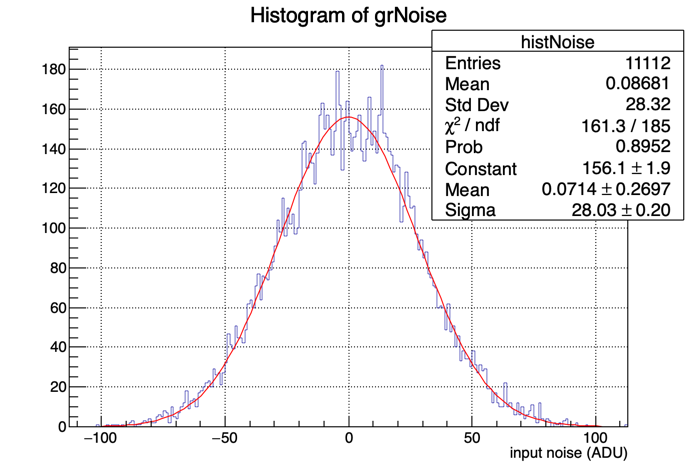 Histogram of grNoise
histNoise
Entries 11112
Mean 0.08681
Std Dev 28.32
χ² / ndf 161.3 / 185
Prob 0.8952
Constant 156.1 ± 1.9
Mean 0.0714 ± 0.2697
Sigma 28.03 ± 0.20
180
160
140
120
100
80
60
40
20
0
−100 −50 0 50 100
input noise (ADU)